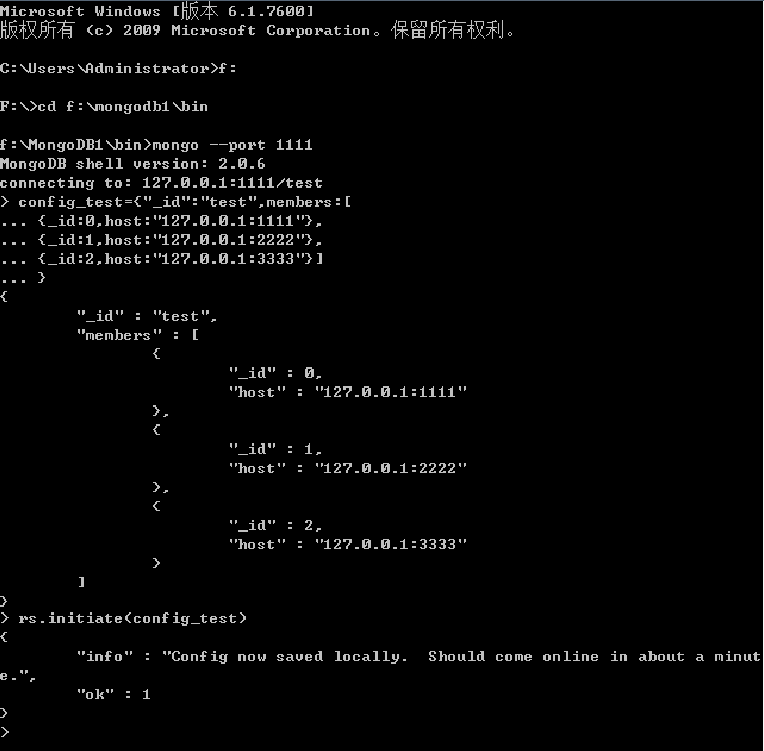 Microsoft Windows [版本 6.1.7600]
版权所有 (c) 2009 Microsoft Corporation。保留所有权利。
C:\Users\Administrator>f:
F:\>cd f:\mongodb1\bin
f:\MongoDB1\bin>mongo --port 1111
MongoDB shell version: 2.0.6
connecting to: 127.0.0.1:1111/test
> config_test={"_id":"test",members:[
... {_id:0,host:"127.0.0.1:1111"},
... {_id:1,host:"127.0.0.1:2222"},
... {_id:2,host:"127.0.0.1:3333"}]
... }
{
        "_id" : "test",
        "members" : [
                {
                        "_id" : 0,
                        "host" : "127.0.0.1:1111"
                },
                {
                        "_id" : 1,
                        "host" : "127.0.0.1:2222"
                },
                {
                        "_id" : 2,
                        "host" : "127.0.0.1:3333"
                }
        ]
}
> rs.initiate(config_test)
{
        "info" : "Config now saved locally.  Should come online in about a minut
e.",
        "ok" : 1
}
>